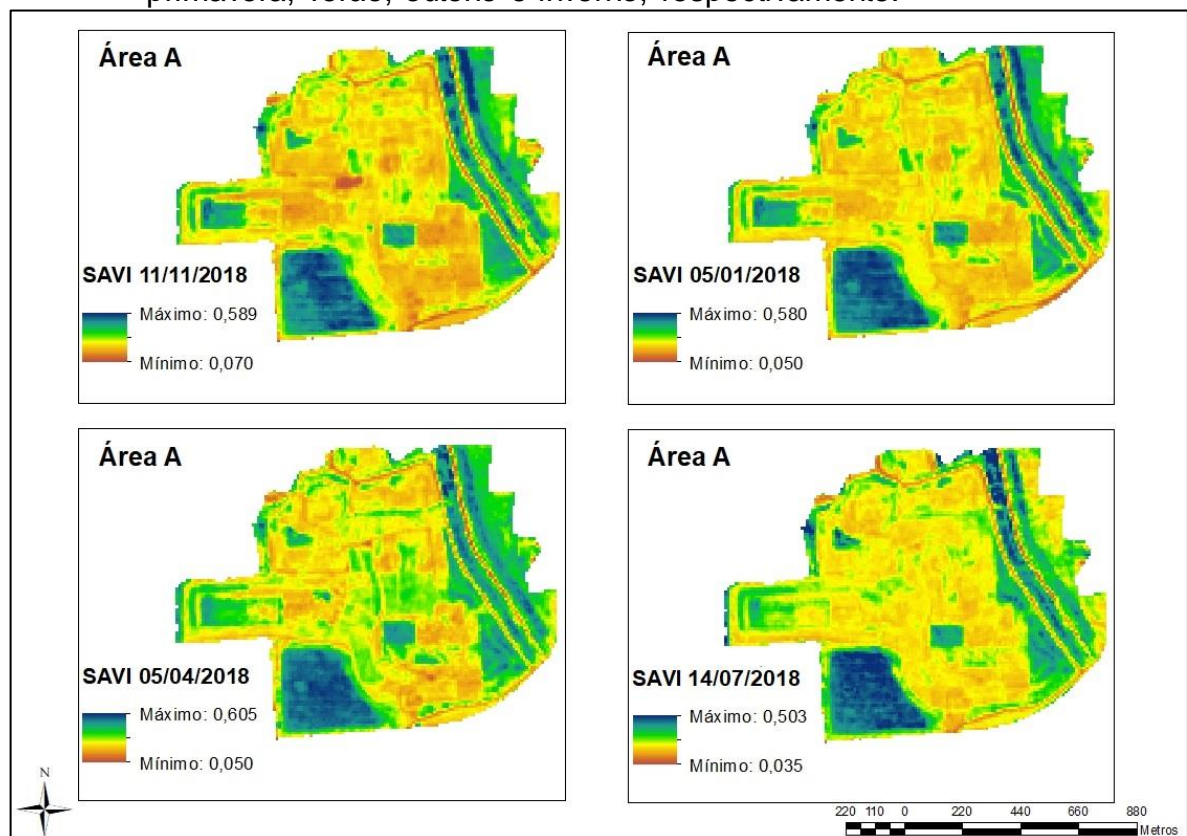 primavera, verão, outono e inverno, respectivamente.
Área A
SAVI 11/11/2018
Máximo: 0,589
Mínimo: 0,070
Área A
SAVI 05/01/2018
Máximo: 0,580
Mínimo: 0,050
Área A
SAVI 05/04/2018
Máximo: 0,605
Mínimo: 0,050
Área A
SAVI 14/07/2018
Máximo: 0,503
Mínimo: 0,035
N
220 110 0 220 440 660 880
Metros